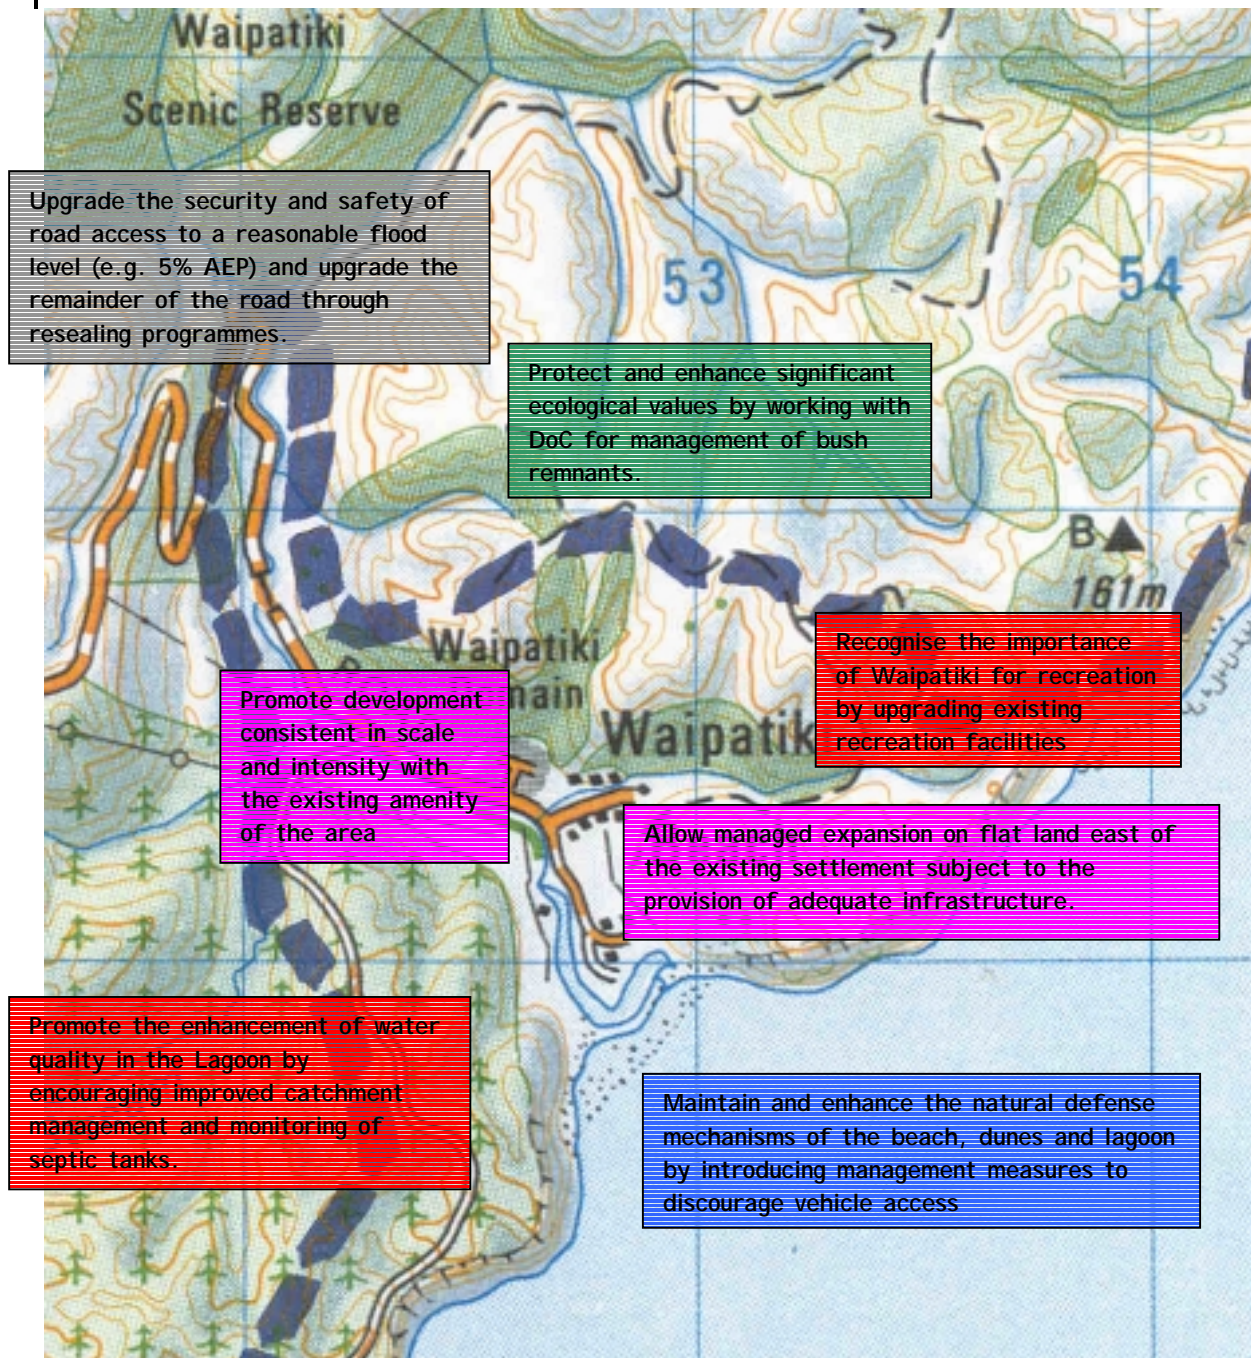 Waipatiki
Scenic Reserve
Upgrade the security and safety of
road access to a reasonable flood
level (e.g. 5% AEP) and upgrade the
remainder of the road through
resealing programmes.
53
54
Protect and enhance significant
ecological values by working with
DoC for management of bush
remnants.
B
161m
Waipatiki
main
Recognise the importance
of Waipatiki for recreation
by upgrading existing
recreation facilities
Promote development
consistent in scale
and intensity with
the existing amenity
of the area
Waipatik
Allow managed expansion on flat land east of
the existing settlement subject to the
provision of adequate infrastructure.
Promote the enhancement of water
quality in the Lagoon by
encouraging improved catchment
management and monitoring of
septic tanks.
Maintain and enhance the natural defense
mechanisms of the beach, dunes and lagoon
by introducing management measures to
discourage vehicle access